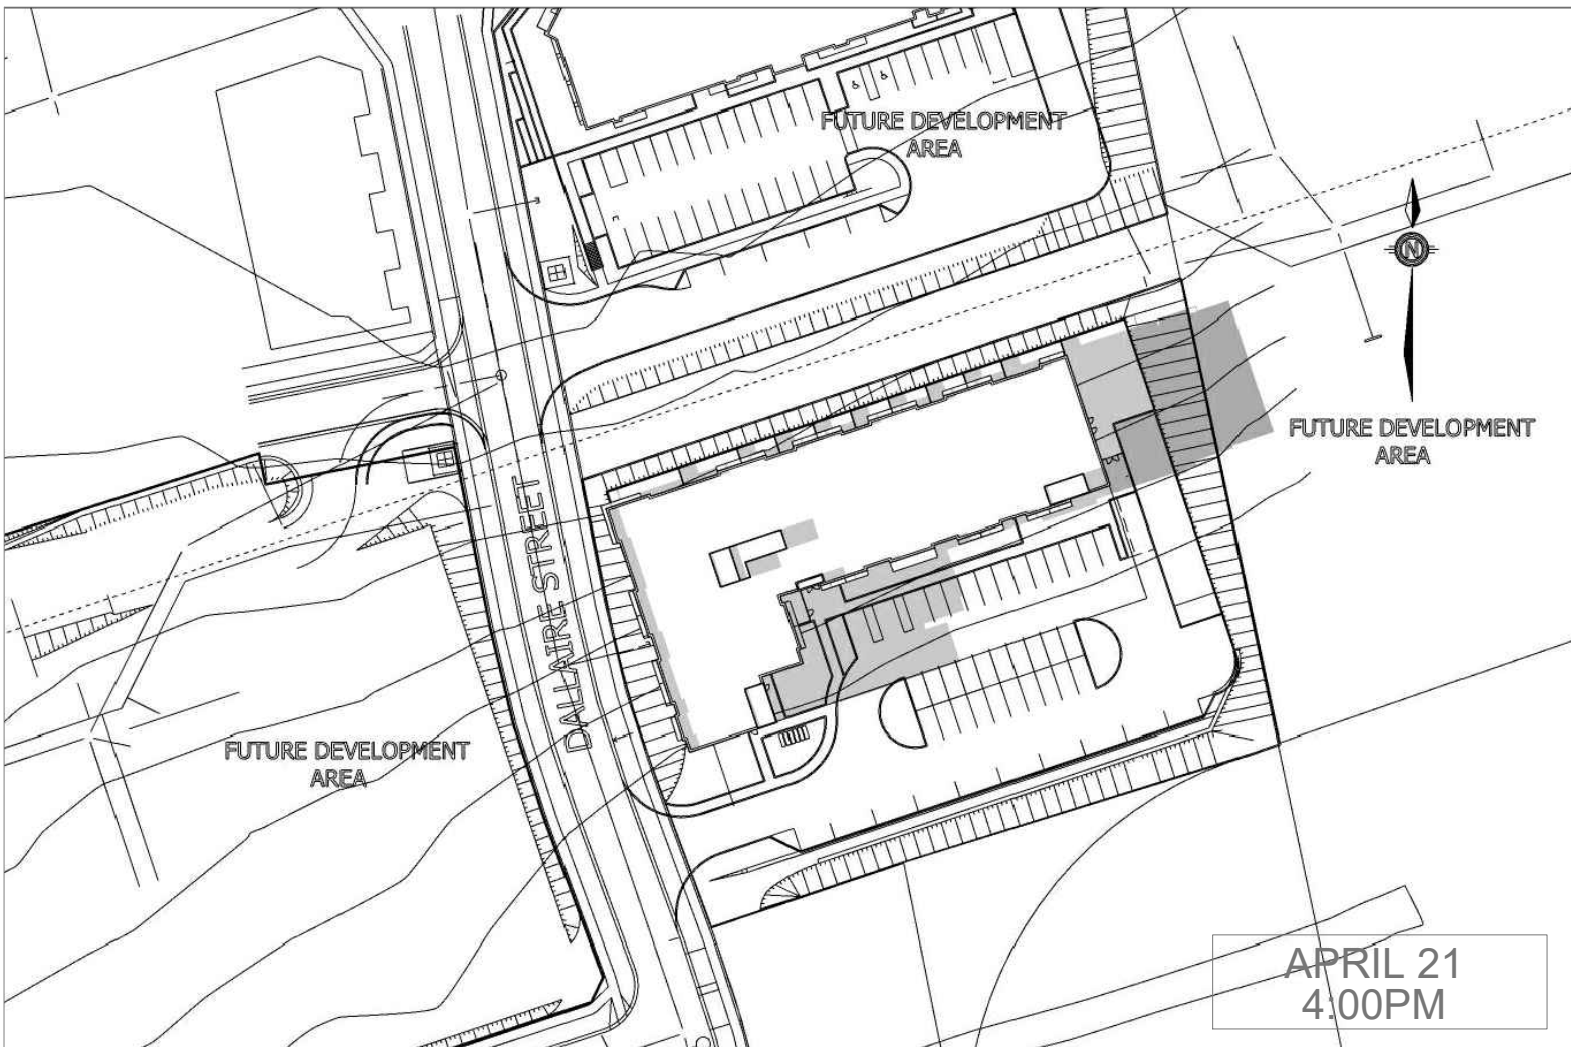 FUTURE DEVELOPMENT
AREA
N
FUTURE DEVELOPMENT
AREA
DALLAIRE STREET
FUTURE DEVELOPMENT
AREA
APRIL 21
4:00PM